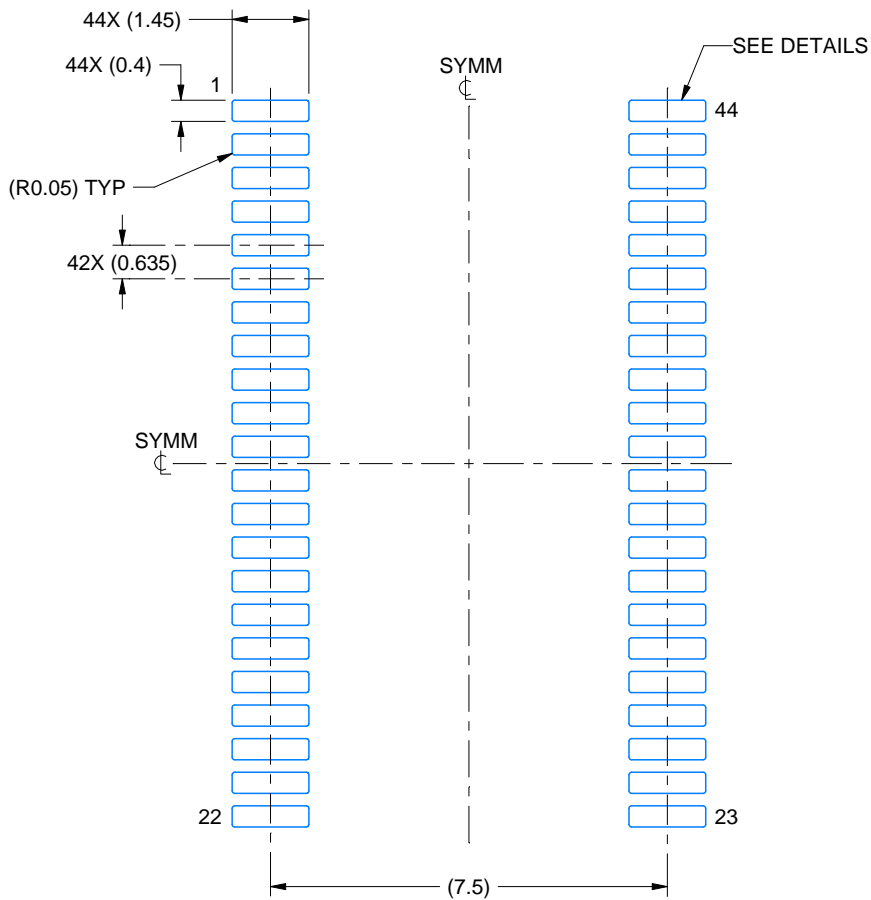 44X (1.45)
SEE DETAILS
SYMM
℄
44X (0.4)
1
44
(R0.05) TYP
42X (0.635)
SYMM
℄
22
23
(7.5)